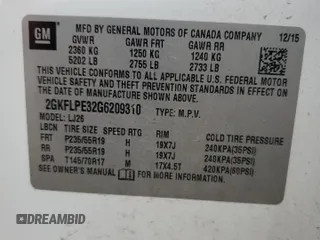 GM
MFD BY GENERAL MOTORS OF CANADA COMPANY
GVWR GAWR FRT GAWR RR 12/15
2360 KG 1250 KG 1240 KG
5202 LB 2755 LB 2733 LB
THIS VEHICLE CONFORMS TO ALL APPLICABLE U.S. FEDERAL MOTOR
VEHICLE SAFETY AND THEFT PREVENTION STANDARDS IN EFFECT ON THE
DATE OF MANUFACTURE SHOWN ABOVE.
2GKFLPE32G6209310 TYPE: M.P.V.
MODEL: LJ26
LBCN TIRE SIZE SPEED RTG RIM COLD TIRE PRESSURE
FRT P235/55R19 H 19X7J 240KPA(35PSI)
RR P235/55R19 H 19X7J 240KPA(35PSI)
SPA T145/70R17 M 17X4.5T 420KPA(60PSI)
SEE OWNER'S MANUAL FOR MORE INFORMATION
DREAMBID